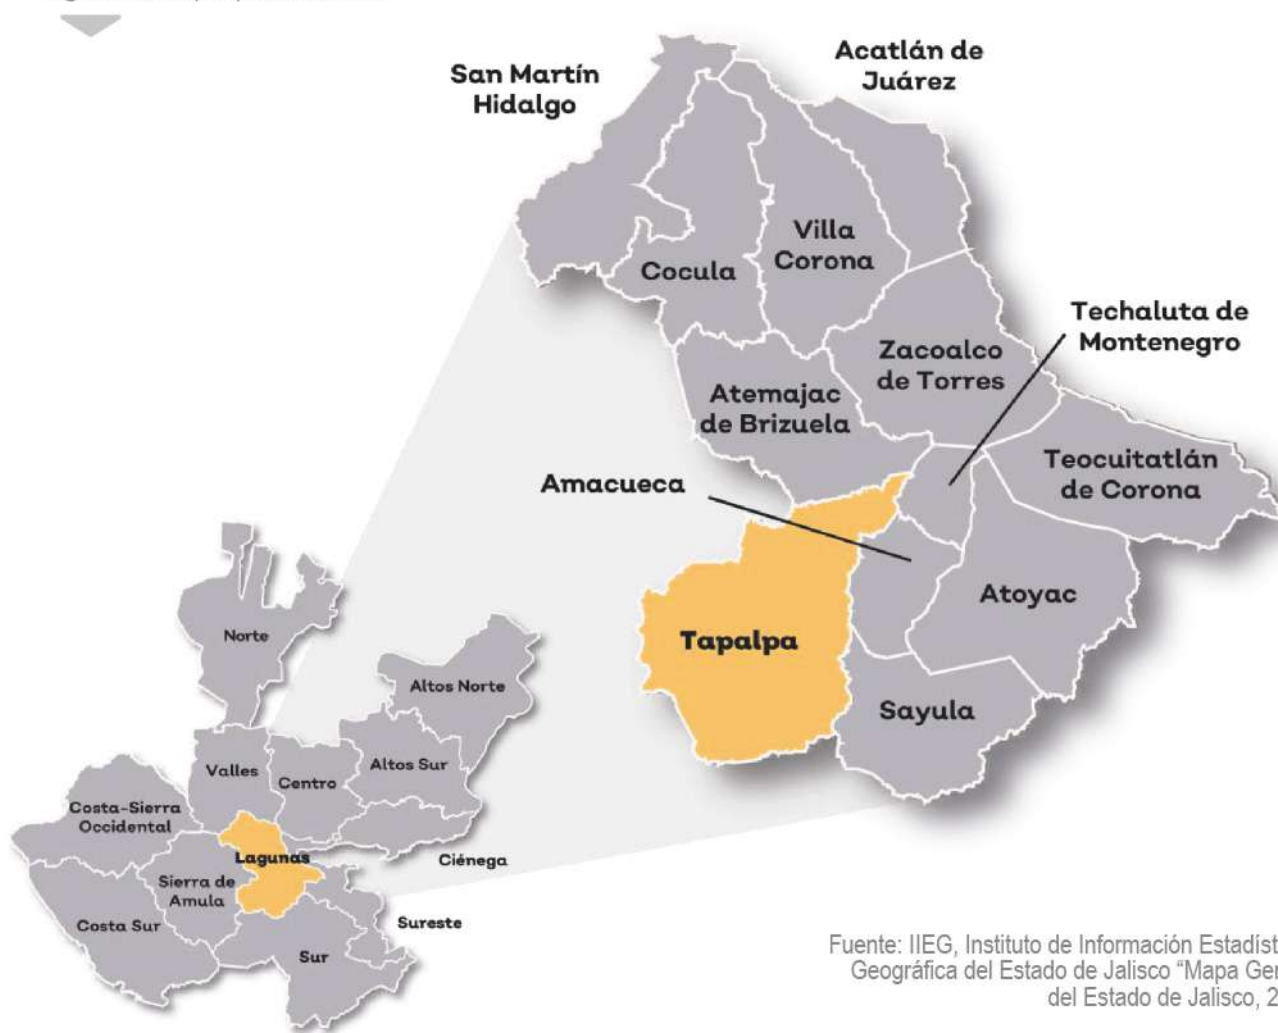 San Martín
Hidalgo
Acatlán de
Juárez
Villa
Corona
Cocula
Techaluta de
Montenegro
Zacoalco
de Torres
Atemajac
de Brizuela
Teocuitatlán
de Corona
Amacueca
Atoyac
Tapalpa
Sayula
Norte
Altos Norte
Altos Sur
Valles
Centro
Costa-Sierra
Occidental
Lagunas
Ciénega
Sierra de
Amula
Costa Sur
Sureste
Sur
Fuente: IIEG, Instituto de Información Estadíst
Geográfica del Estado de Jalisco “Mapa Ger
del Estado de Jalisco, 2